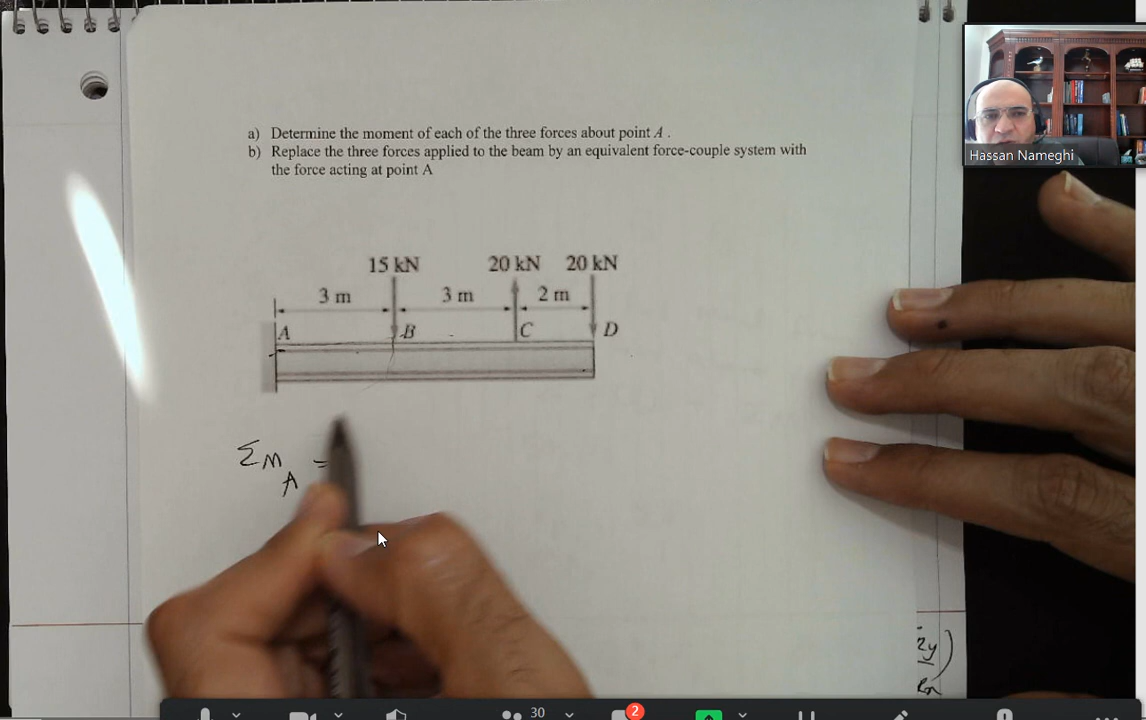 a) Determine the moment of each of the three forces about point A .
b) Replace the three forces applied to the beam by an equivalent force-couple system with
the force acting at point A
Hassan Nameghi
15 kN 20 kN 20 kN
3 m 3 m 2 m
A B C D
ΣM
A
=
2y
30
2